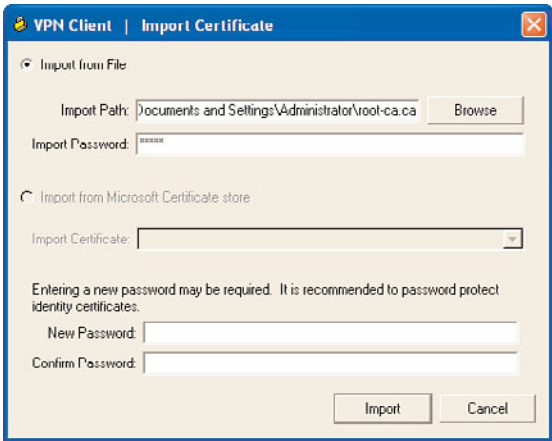 VPN Client | Import Certificate
Import from File
Import Path: Documents and Settings\Administrator\root-ca.ca Browse
Import Password: *****
Import from Microsoft Certificate store
Import Certificate:
Entering a new password may be required. It is recommended to password protect
identity certificates.
New Password:
Confirm Password:
Import Cancel